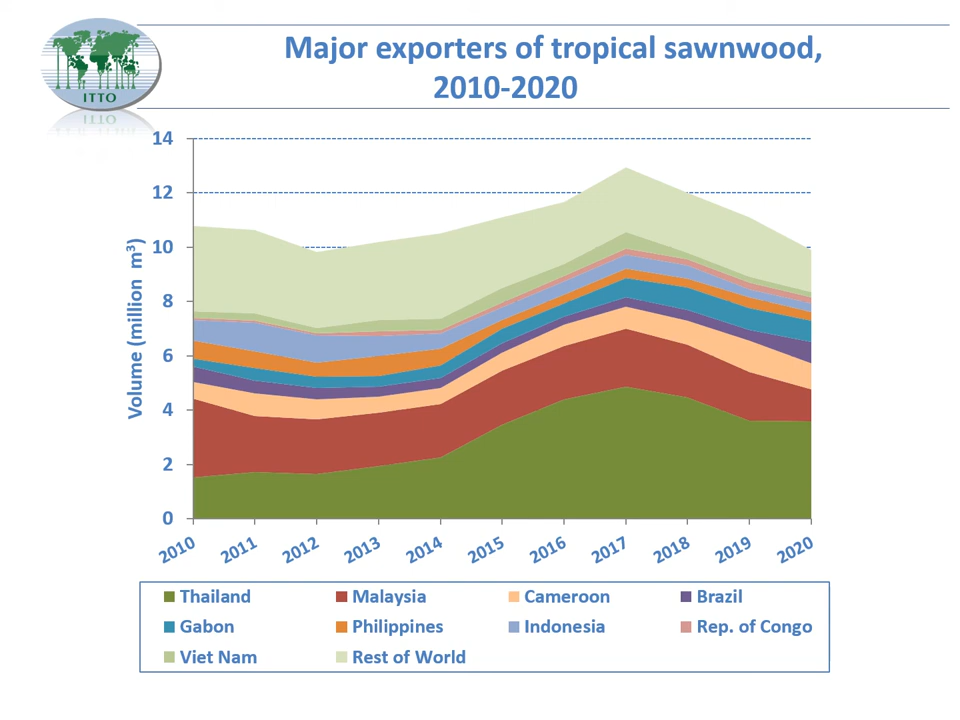 ITTO
Major exporters of tropical sawnwood,
2010-2020
Volume (million m³)
14
12
10
8
6
4
2
0
2010 2011 2012 2013 2014 2015 2016 2017 2018 2019 2020
Thailand Malaysia Cameroon Brazil
Gabon Philippines Indonesia Rep. of Congo
Viet Nam Rest of World